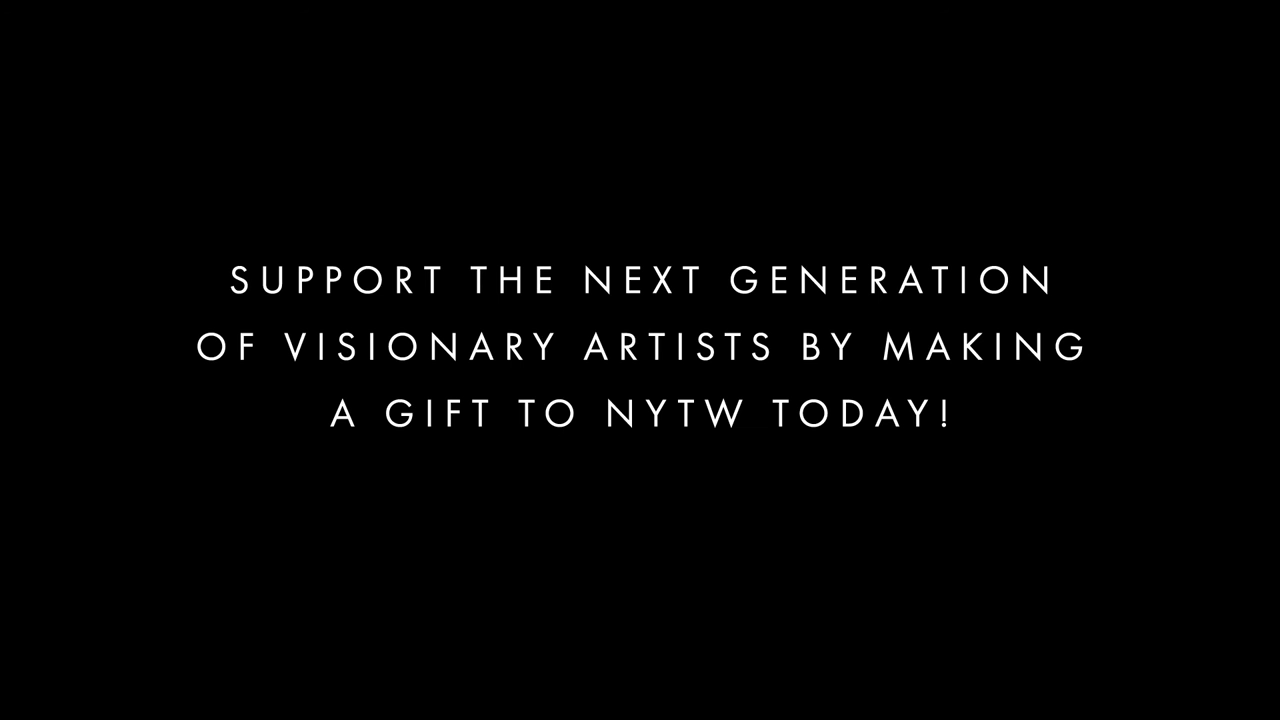 SUPPORT THE NEXT GENERATION
OF VISIONARY ARTISTS BY MAKING
A GIFT TO NYTW TODAY!